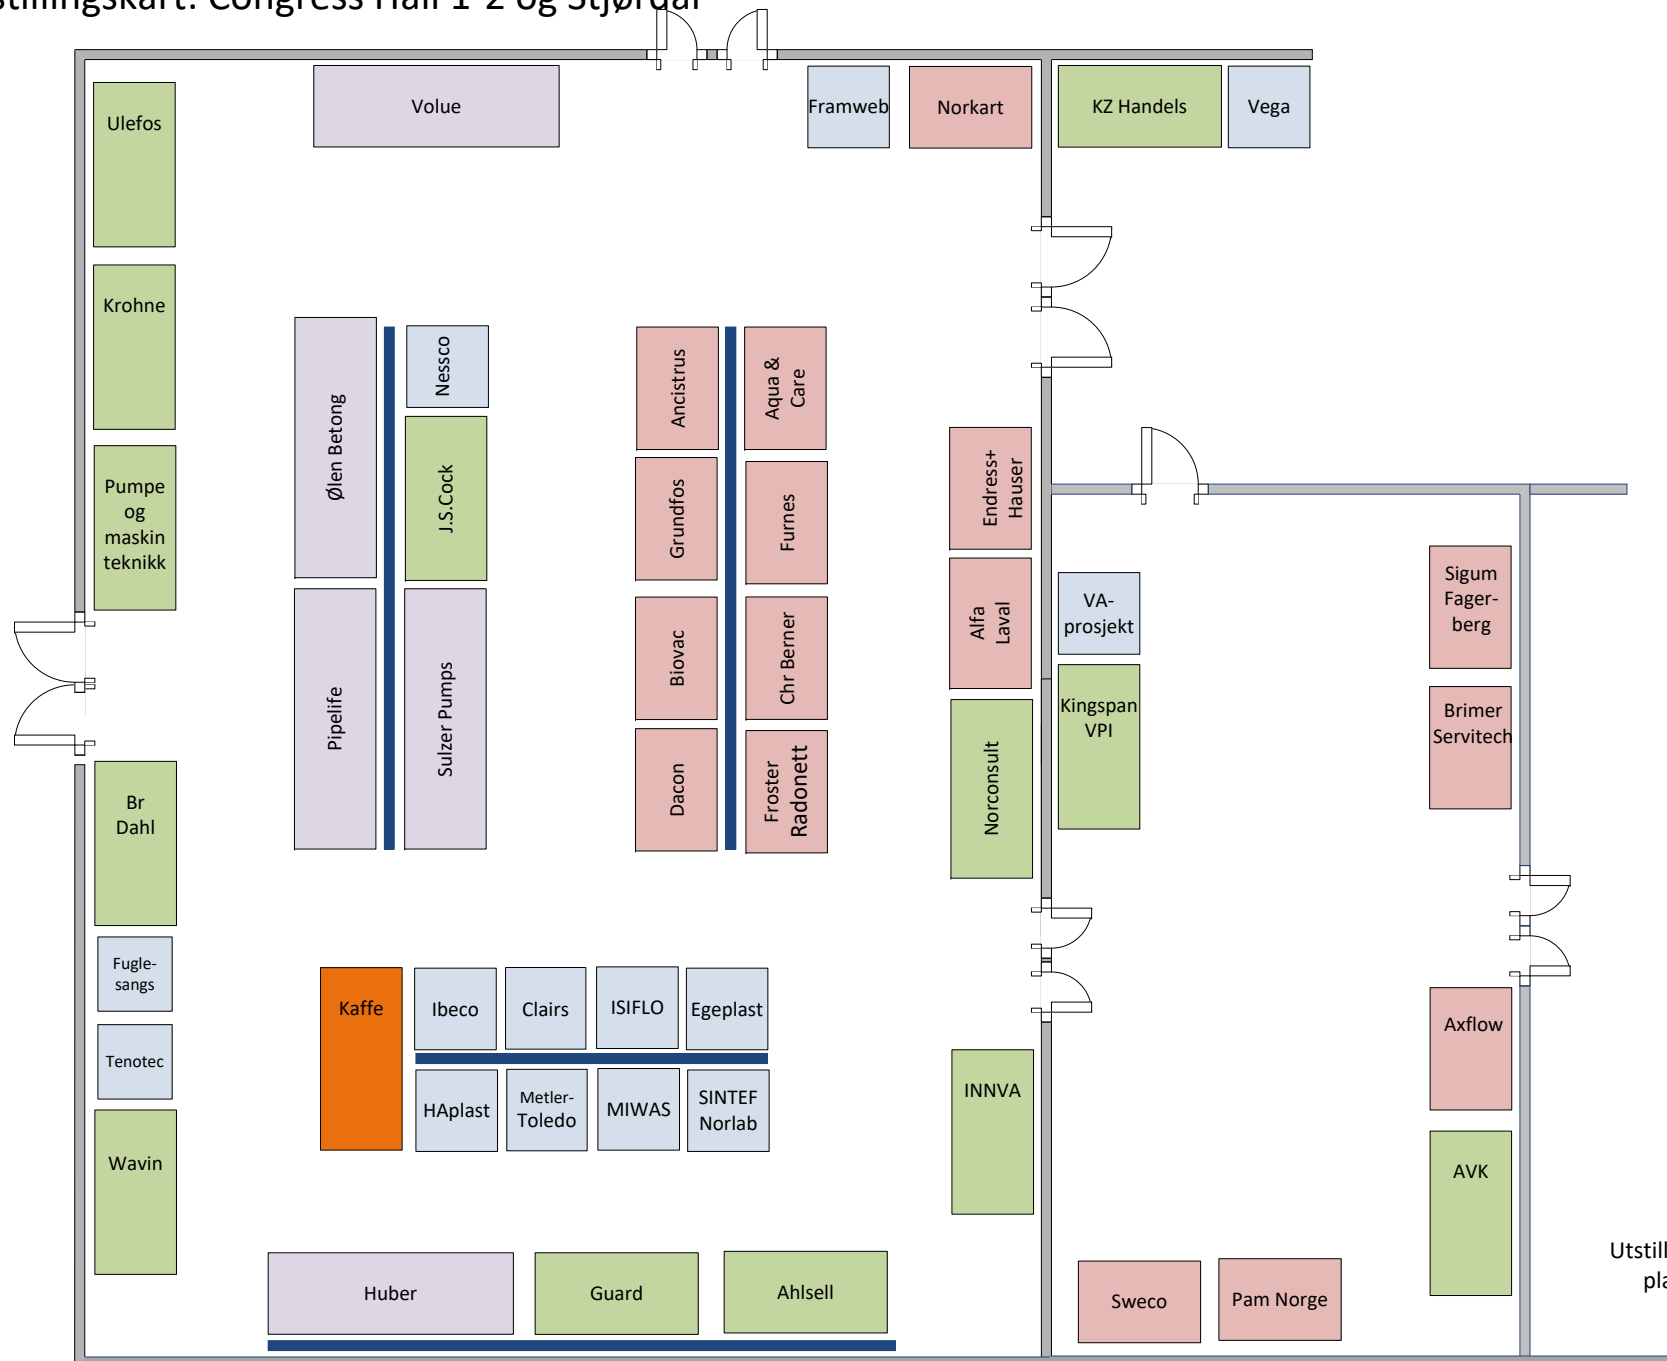 stillingskart: Congress Hall 1-2 og Stjørdal
Volue
Framweb
Norkart
KZ Handels
Vega
Ulefos
Krohne
Pumpe
og
maskin
teknikk
Ølen Betong
Nessco
J.S.Cock
Pipelife
Sulzer Pumps
Ancistrus
Aqua &
Care
Grundfos
Furnes
Biovac
Chr Berner
Dacon
Froster
Radonett
Endress+
Hauser
Alfa
Laval
Norconsult
VA-
prosjekt
Kingspan
VPI
Sigum
Fager-
berg
Brimer
Servitech
Br
Dahl
Fugle-
sangs
Tenotec
Wavin
Kaffe
Ibeco
Clairs
ISIFLO
Egeplast
HAplast
Metler-
Toledo
MIWAS
SINTEF
Norlab
INNVA
Axflow
AVK
Huber
Guard
Ahlsell
Sweco
Pam Norge
Utstill
pla